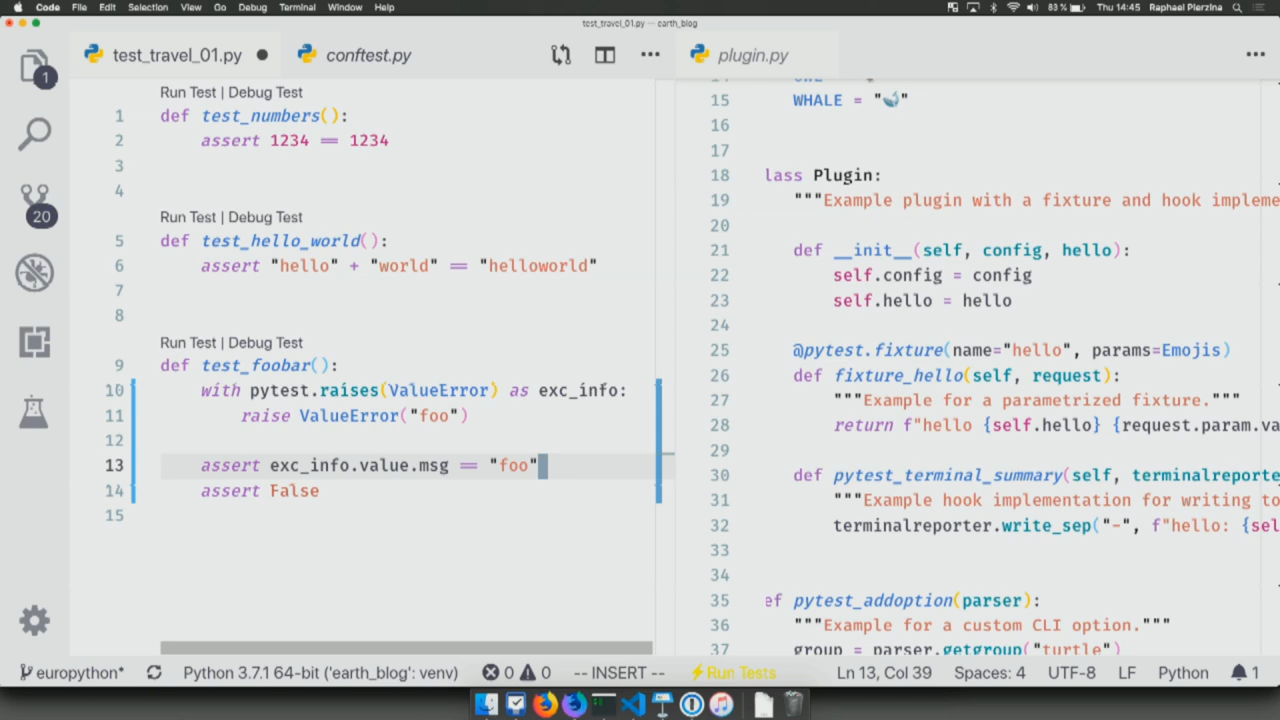 Code File Edit Selection View Go Debug Terminal Window Help 83 % Thu 14:45 Raphael Pierzina
test_travel_01.py — earth_blog
test_travel_01.py conftest.py plugin.py
1
20
Run Test | Debug Test
1 def test_numbers():
2 assert 1234 == 1234
3
4
Run Test | Debug Test
5 def test_hello_world():
6 assert "hello" + "world" == "helloworld"
7
8
Run Test | Debug Test
9 def test_foobar():
10 with pytest.raises(ValueError) as exc_info:
11 raise ValueError("foo")
12
13 assert exc_info.value.msg == "foo"
14 assert False
15
15 WHALE = "🐋"
16
17
18 lass Plugin:
19 """Example plugin with a fixture and hook impleme
20
21 def __init__(self, config, hello):
22 self.config = config
23 self.hello = hello
24
25 @pytest.fixture(name="hello", params=Emojis)
26 def fixture_hello(self, request):
27 """Example for a parametrized fixture."""
28 return f"hello {self.hello} {request.param.va
29
30 def pytest_terminal_summary(self, terminalreporte
31 """Example hook implementation for writing to
32 terminalreporter.write_sep("-", f"hello: {sel
33
34
35 ef pytest_addoption(parser):
36 """Example for a custom CLI option."""
37 group = parser.getgroup("turtle")
europython* Python 3.7.1 64-bit ('earth_blog': venv) 0 0 -- INSERT -- Run Tests Ln 13, Col 39 Spaces: 4 UTF-8 LF Python 1